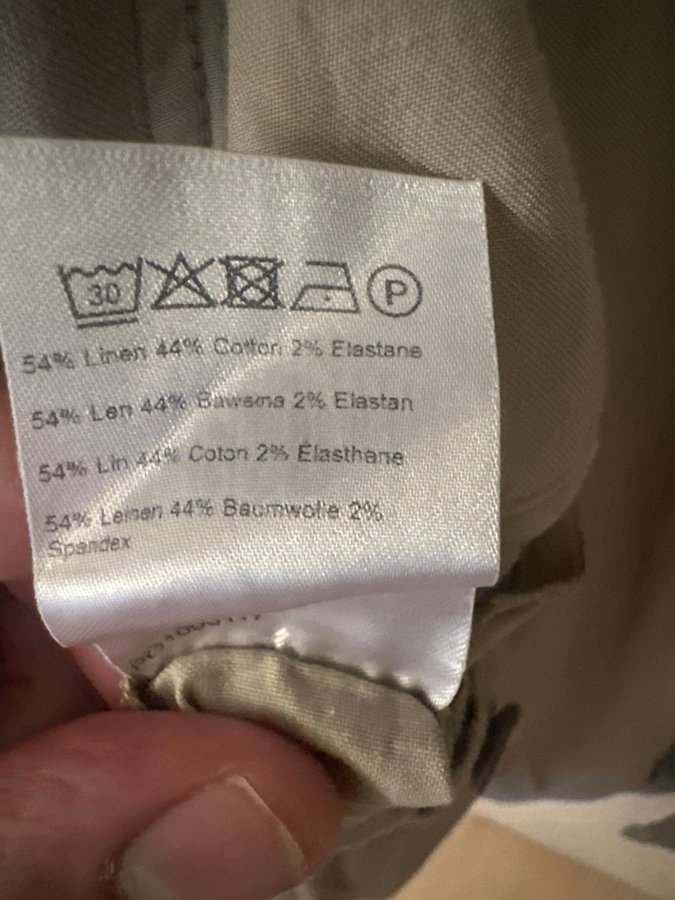 30 P
54% Linen 44% Cotton 2% Elastane
54% Len 44% Bawełna 2% Elastan
54% Lin 44% Coton 2% Élasthane
54% Leinen 44% Baumwolle 2%
Spandex